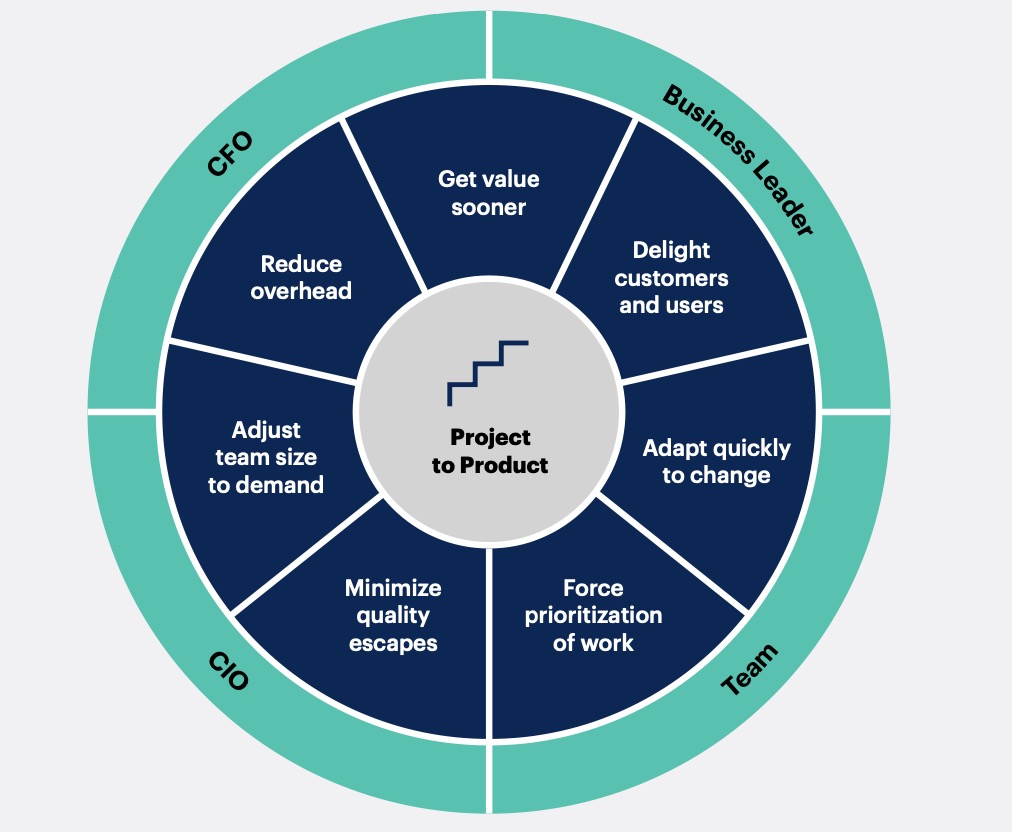 CFO
Business Leader
Get value
sooner
Delight
customers
and users
Reduce
overhead
Project
to Product
Adjust
team size
to demand
Adapt quickly
to change
Minimize
quality
escapes
Force
prioritization
of work
CIO
Team